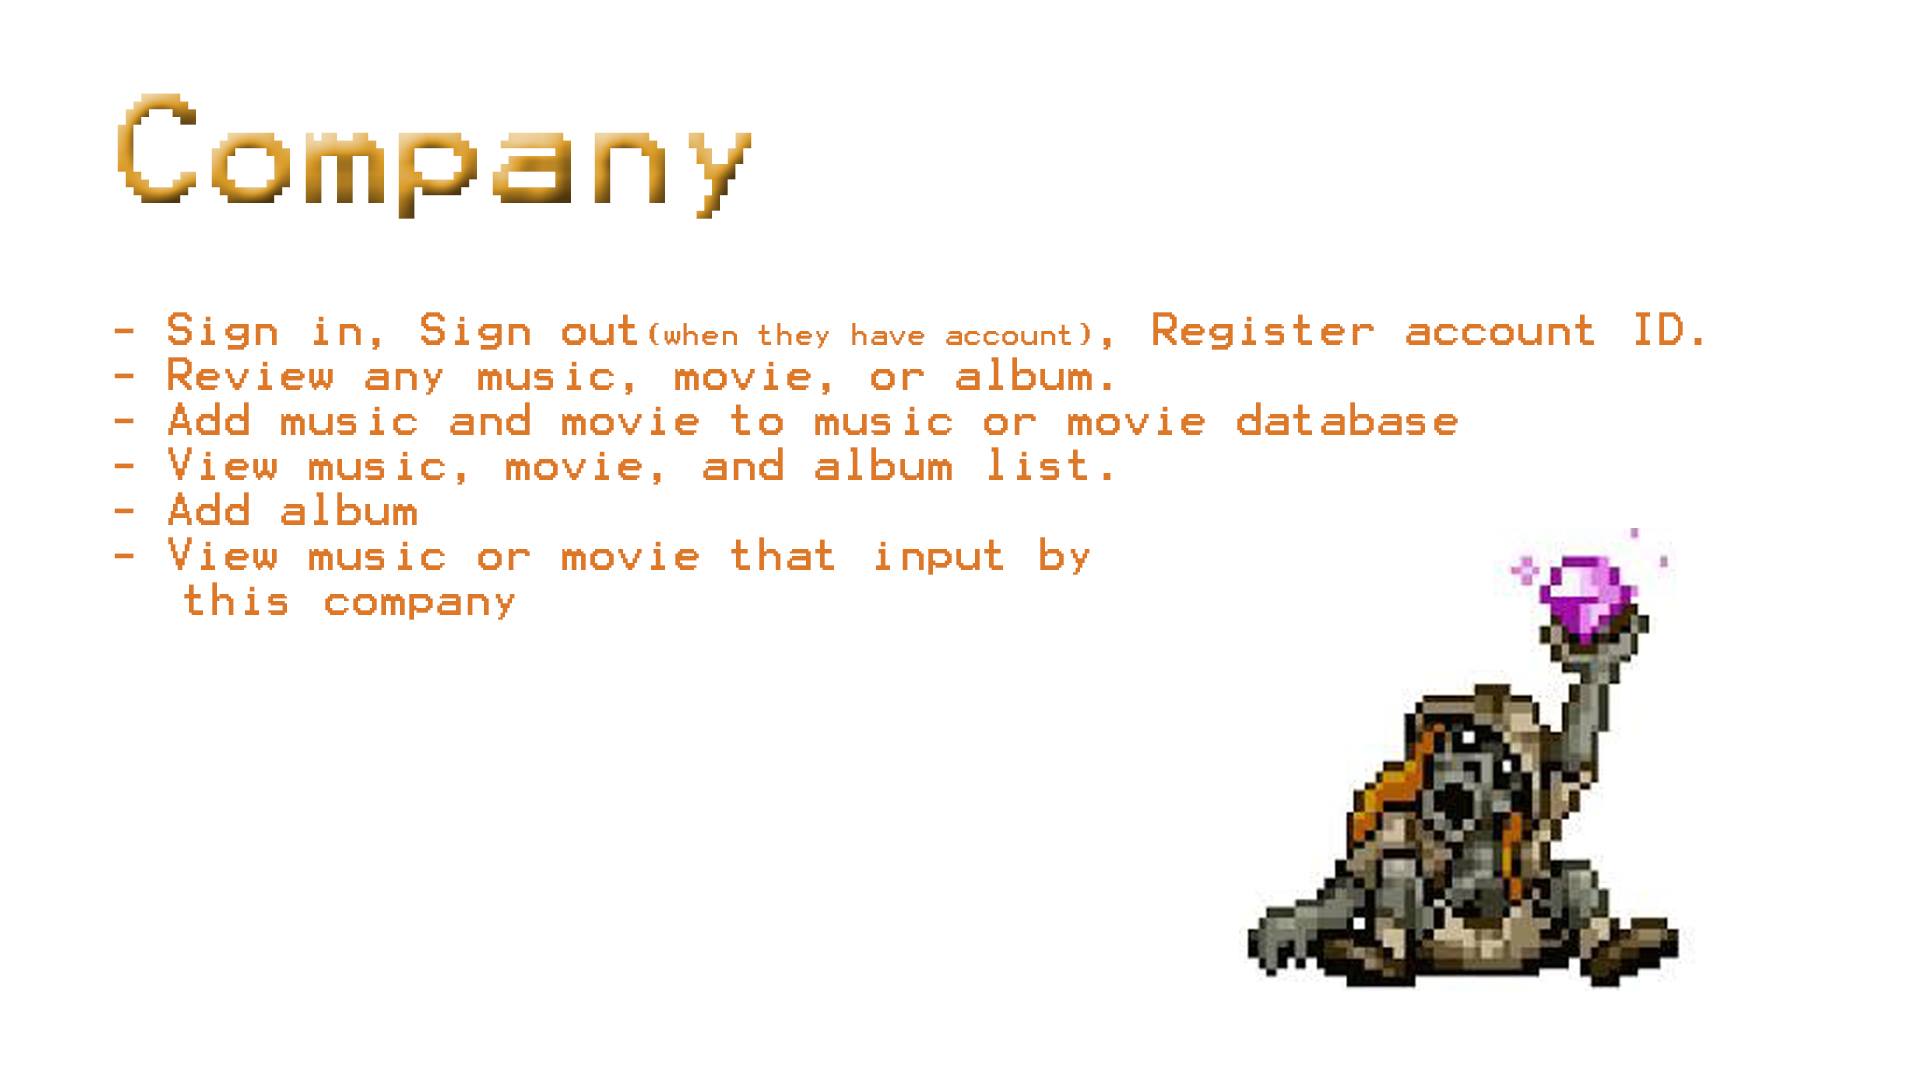 Company
- Sign in, Sign out(when they have account), Register account ID.
- Review any music, movie, or album.
- Add music and movie to music or movie database
- View music, movie, and album list.
- Add album
- View music or movie that input by
this company